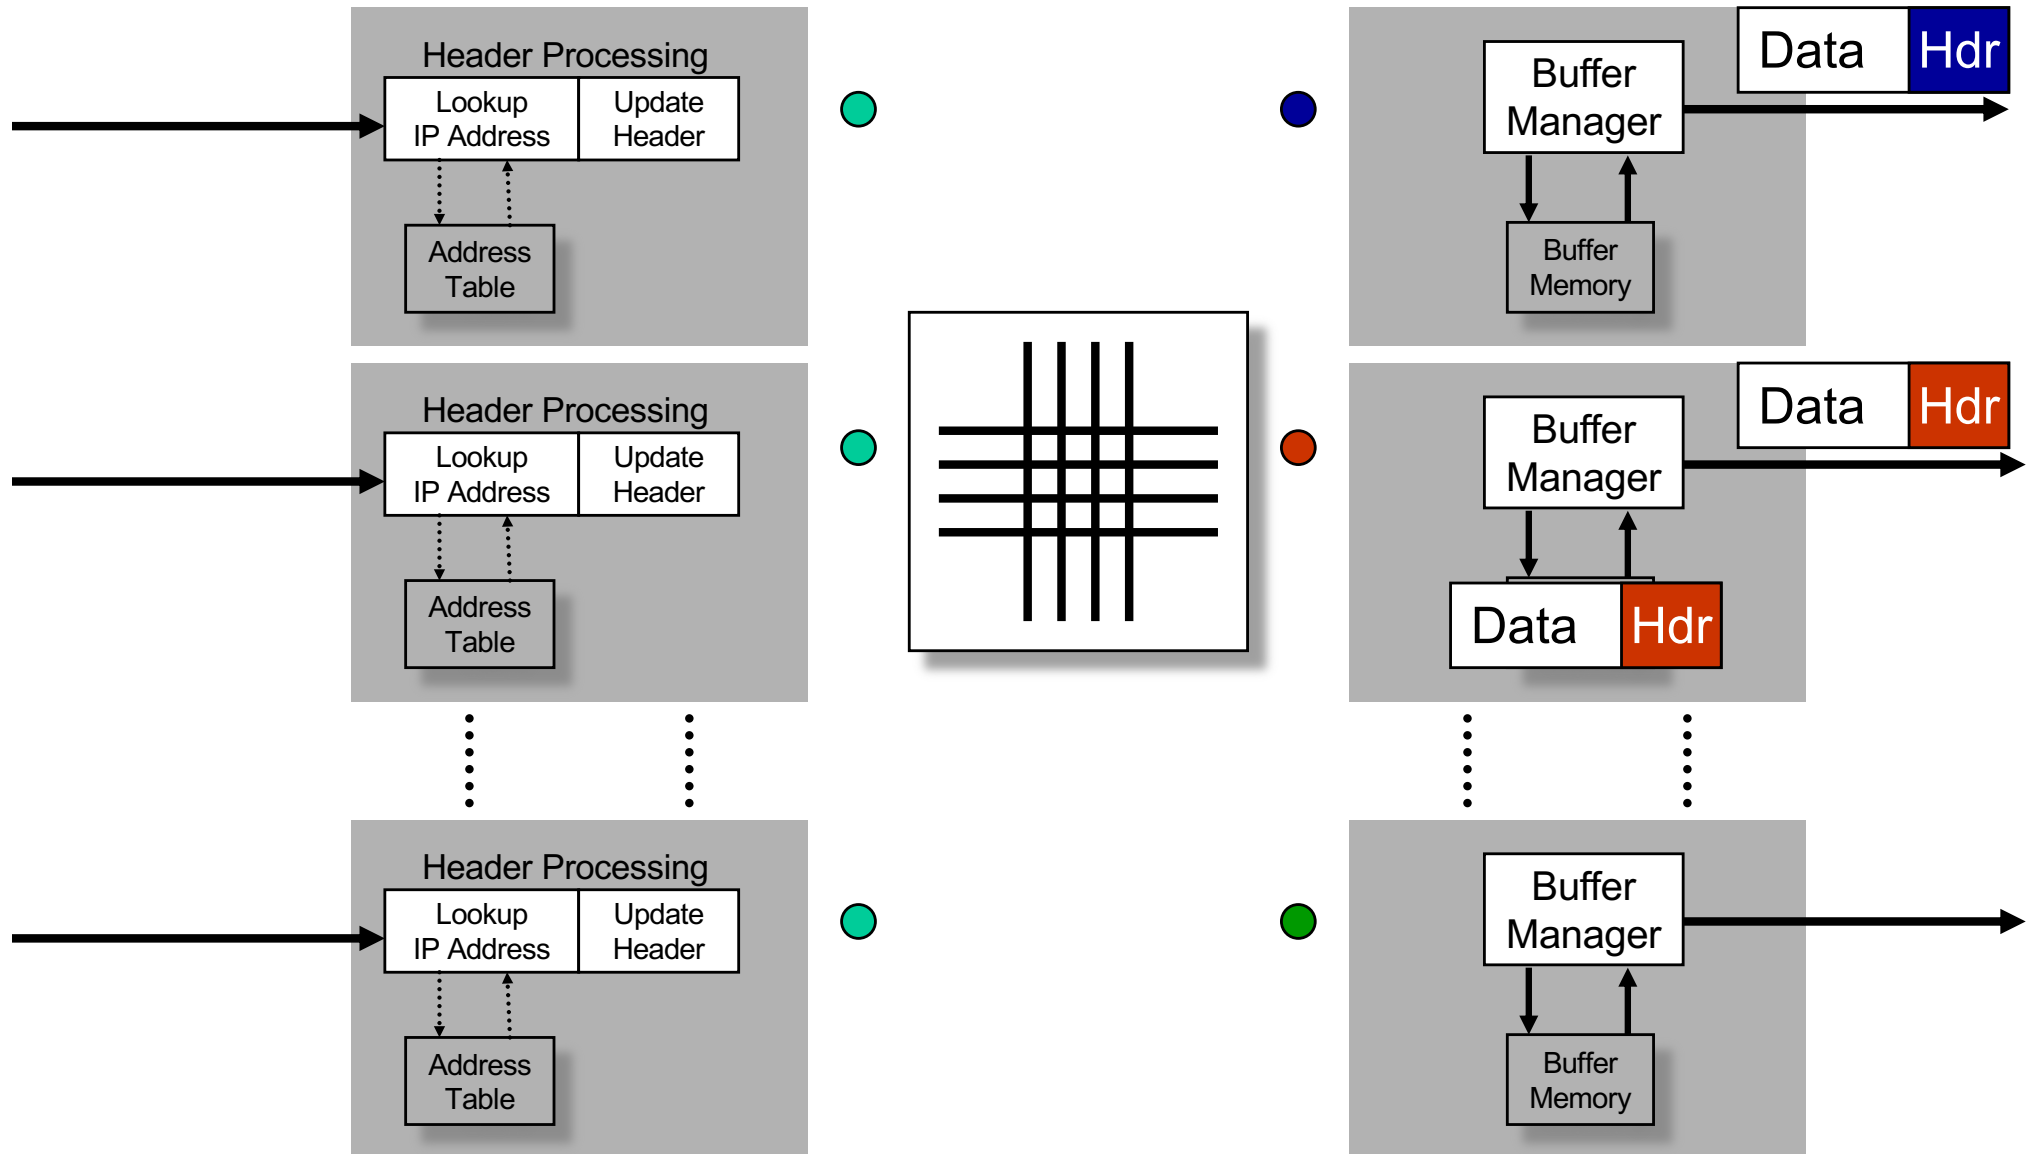 Header Processing
Lookup
IP Address
Update
Header
Address
Table
Buffer
Manager
Buffer
Memory
Data Hdr
Header Processing
Lookup
IP Address
Update
Header
Address
Table
Buffer
Manager
Data Hdr
Data Hdr
Header Processing
Lookup
IP Address
Update
Header
Address
Table
Buffer
Manager
Buffer
Memory